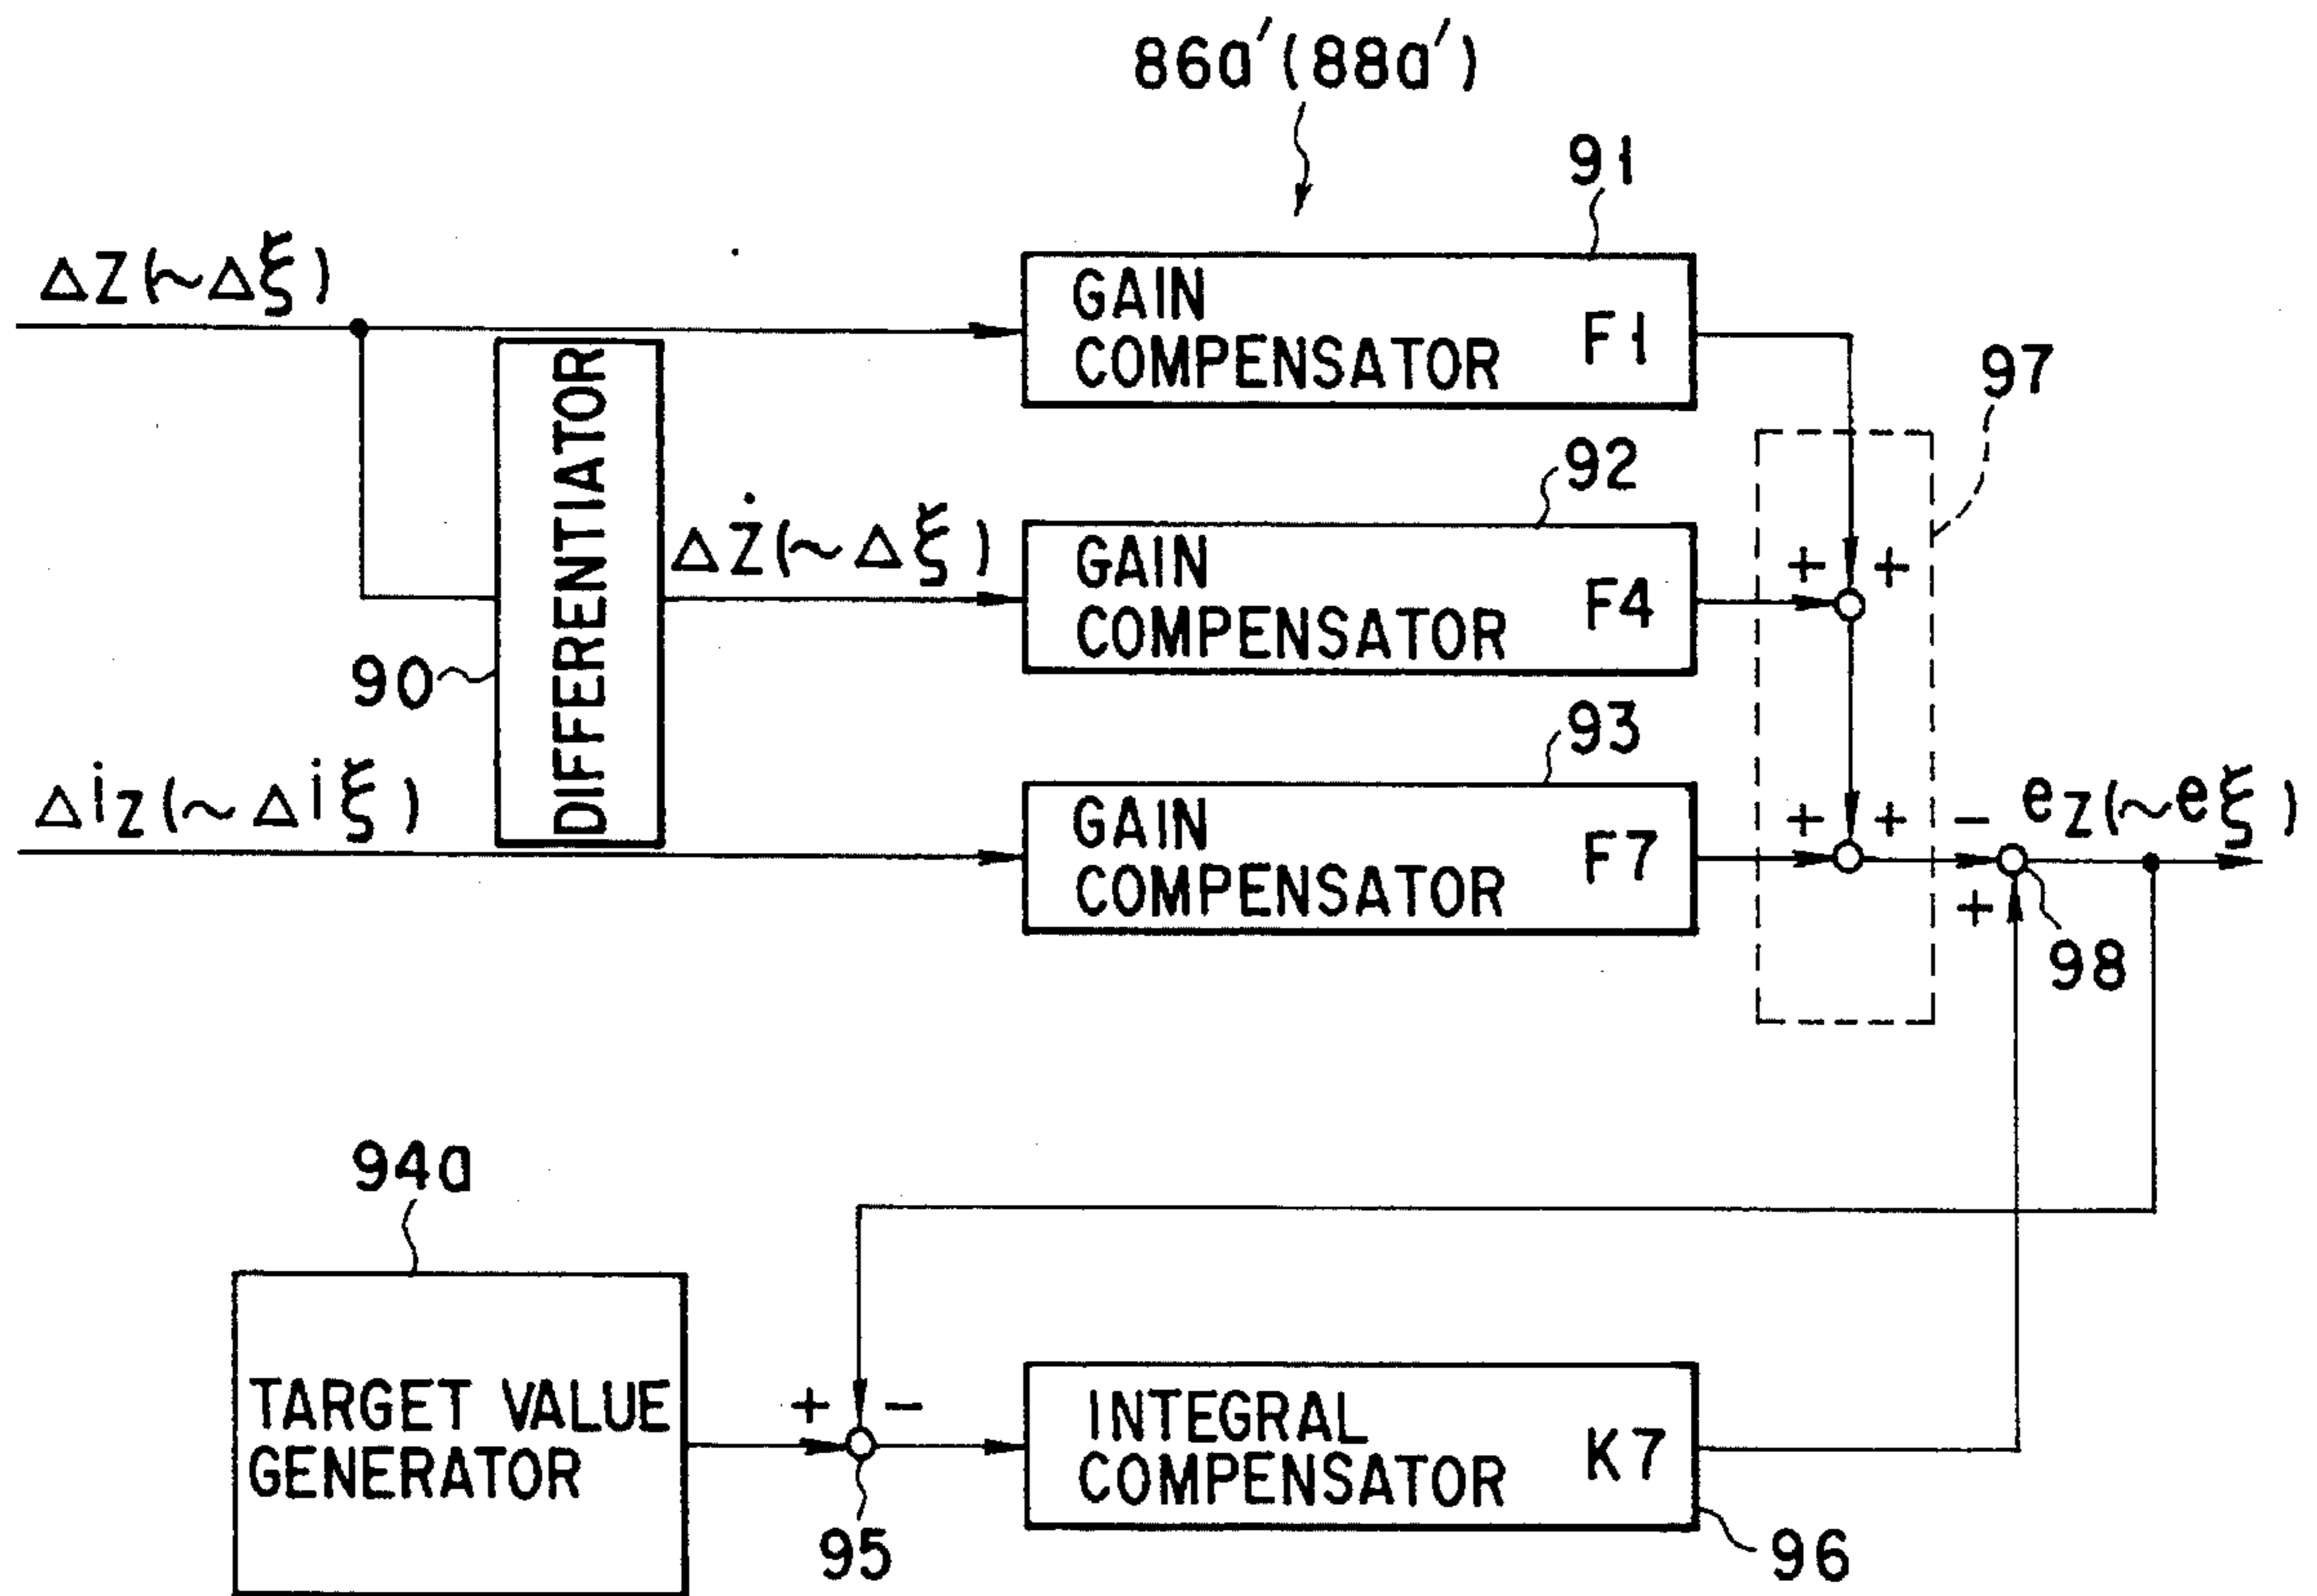 86a'(88a')
91
ΔZ(~Δξ)
GAIN
COMPENSATOR F1
97
92
DIFFERENTIATOR
ΔŻ(~Δξ)
GAIN
COMPENSATOR F4
+ +
90
93
Δiz(~Δiξ)
GAIN
COMPENSATOR F7
+ + −
ez(~eξ)
+
98
94a
TARGET VALUE
GENERATOR
+ −
INTEGRAL
COMPENSATOR K7
95
96